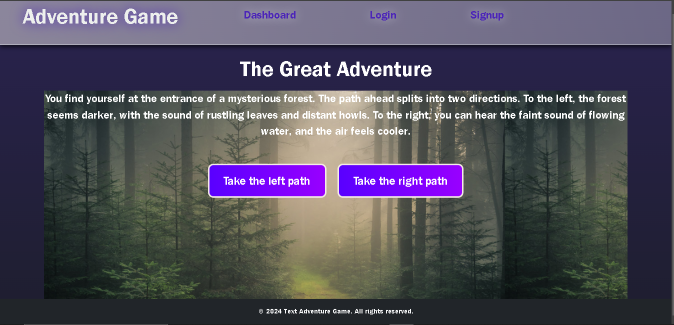 Adventure Game
Dashboard
Login
Signup
The Great Adventure
You find yourself at the entrance of a mysterious forest. The path ahead splits into two directions. To the left, the forest
seems darker, with the sound of rustling leaves and distant howls. To the right, you can hear the faint sound of flowing
water, and the air feels cooler.
Take the left path
Take the right path
© 2024 Text Adventure Game. All rights reserved.